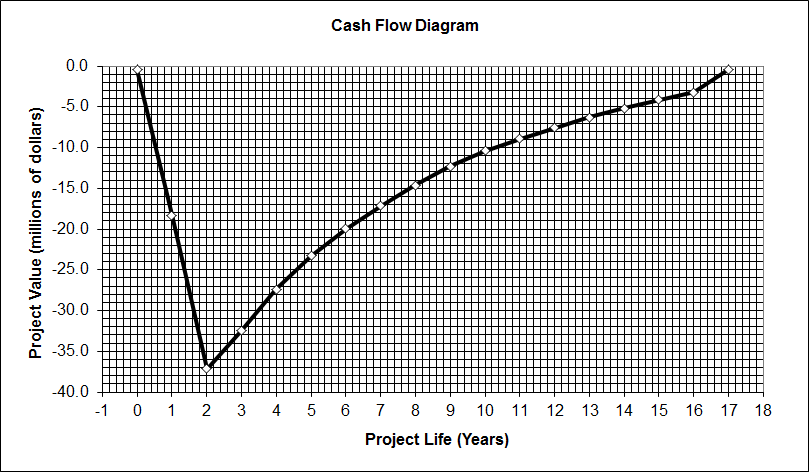 Cash Flow Diagram
Project Value (millions of dollars)
0.0
-5.0
-10.0
-15.0
-20.0
-25.0
-30.0
-35.0
-40.0
-1 0 1 2 3 4 5 6 7 8 9 10 11 12 13 14 15 16 17 18
Project Life (Years)